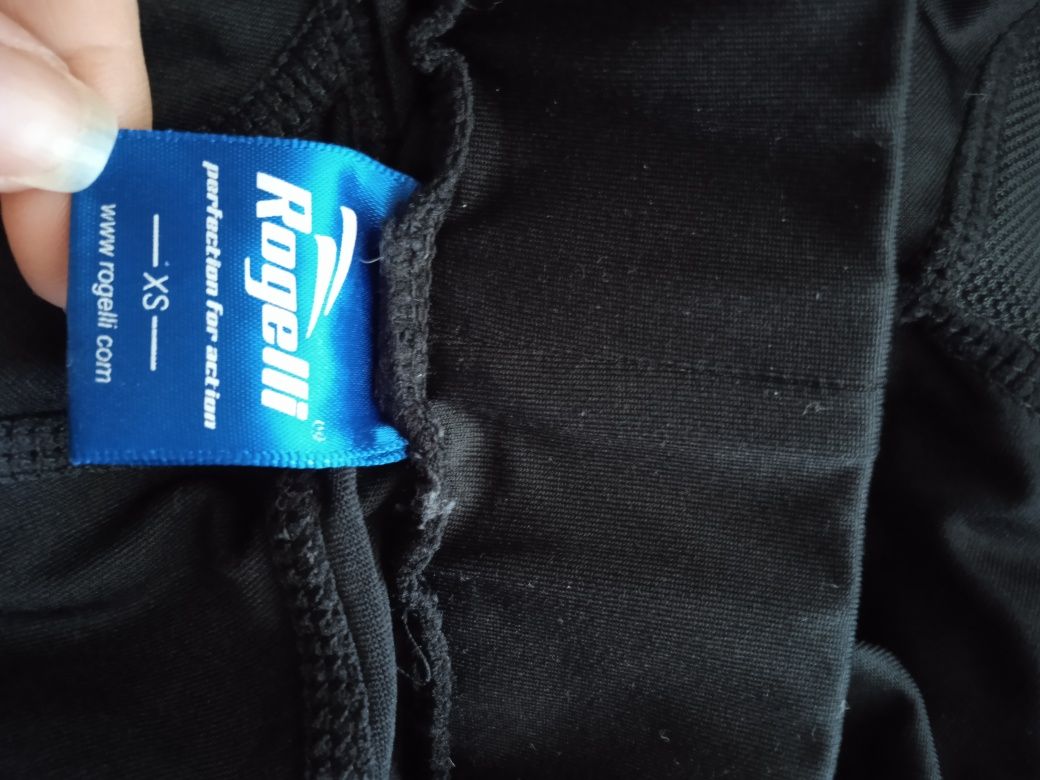 Rogelli®
perfection for action
XS
www.rogelli.com